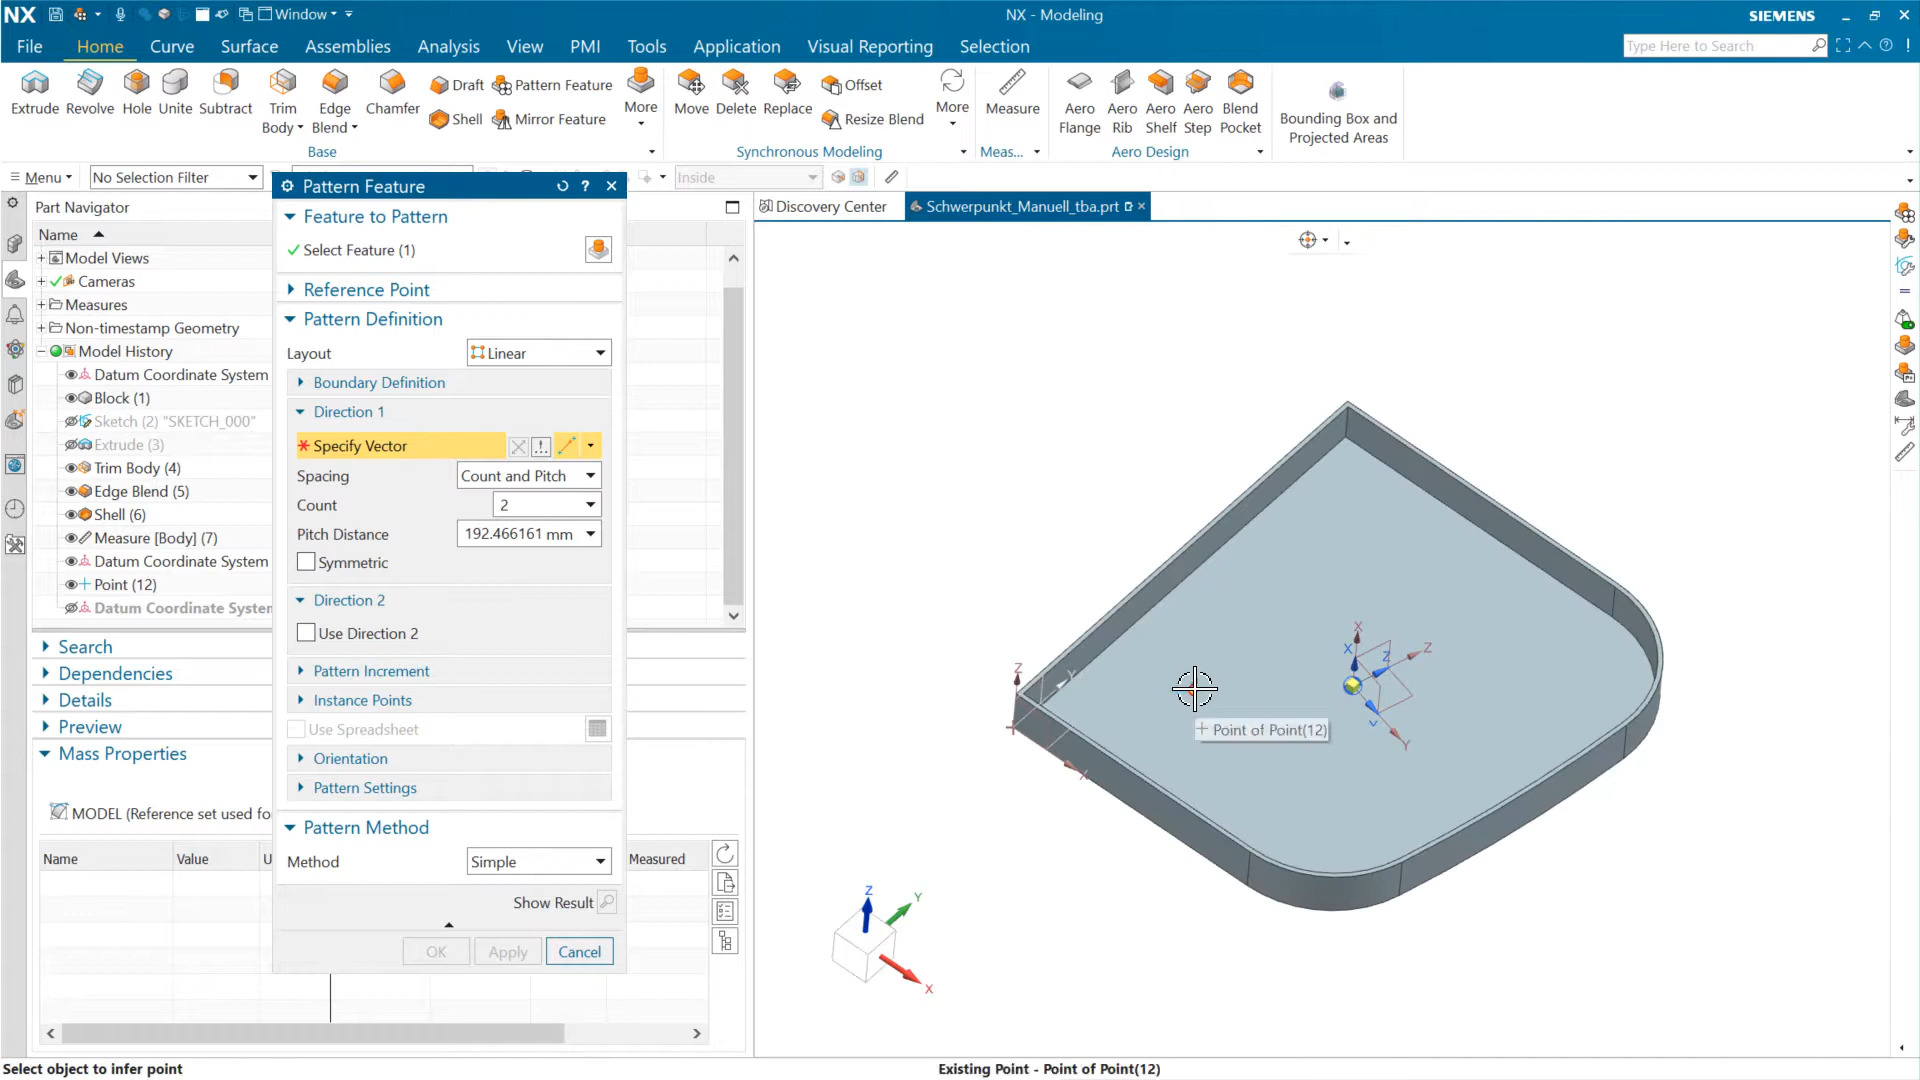 NX
Window
NX - Modeling
SIEMENS
File
Home
Curve
Surface
Assemblies
Analysis
View
PMI
Tools
Application
Visual Reporting
Selection
Type Here to Search
Extrude
Revolve
Hole
Unite
Subtract
Trim
Body
Edge
Blend
Chamfer
Draft
Shell
Pattern Feature
Mirror Feature
More
Base
Move
Delete
Replace
Offset
Resize Blend
More
Synchronous Modeling
Measure
Meas...
Aero
Flange
Aero
Rib
Aero
Shelf
Aero
Step
Blend
Pocket
Aero Design
Bounding Box and
Projected Areas
Menu
No Selection Filter
Inside
Part Navigator
Name
Model Views
Cameras
Measures
Non-timestamp Geometry
Model History
Datum Coordinate System
Block (1)
Sketch (2) "SKETCH_000"
Extrude (3)
Trim Body (4)
Edge Blend (5)
Shell (6)
Measure [Body] (7)
Datum Coordinate System
Point (12)
Datum Coordinate System
Search
Dependencies
Details
Preview
Mass Properties
MODEL (Reference set used fo
Name
Value
U
Measured
Pattern Feature
?
Feature to Pattern
Select Feature (1)
Reference Point
Pattern Definition
Layout
Linear
Boundary Definition
Direction 1
* Specify Vector
Spacing
Count and Pitch
Count
2
Pitch Distance
192.466161 mm
Symmetric
Direction 2
Use Direction 2
Pattern Increment
Instance Points
Use Spreadsheet
Orientation
Pattern Settings
Pattern Method
Method
Simple
Show Result
OK
Apply
Cancel
Discovery Center
Schwerpunkt_Manuell_tba.prt
X
X
Z
Z
Y
Y
Z
Y
X
Point of Point(12)
Z
Y
X
Select object to infer point
Existing Point - Point of Point(12)